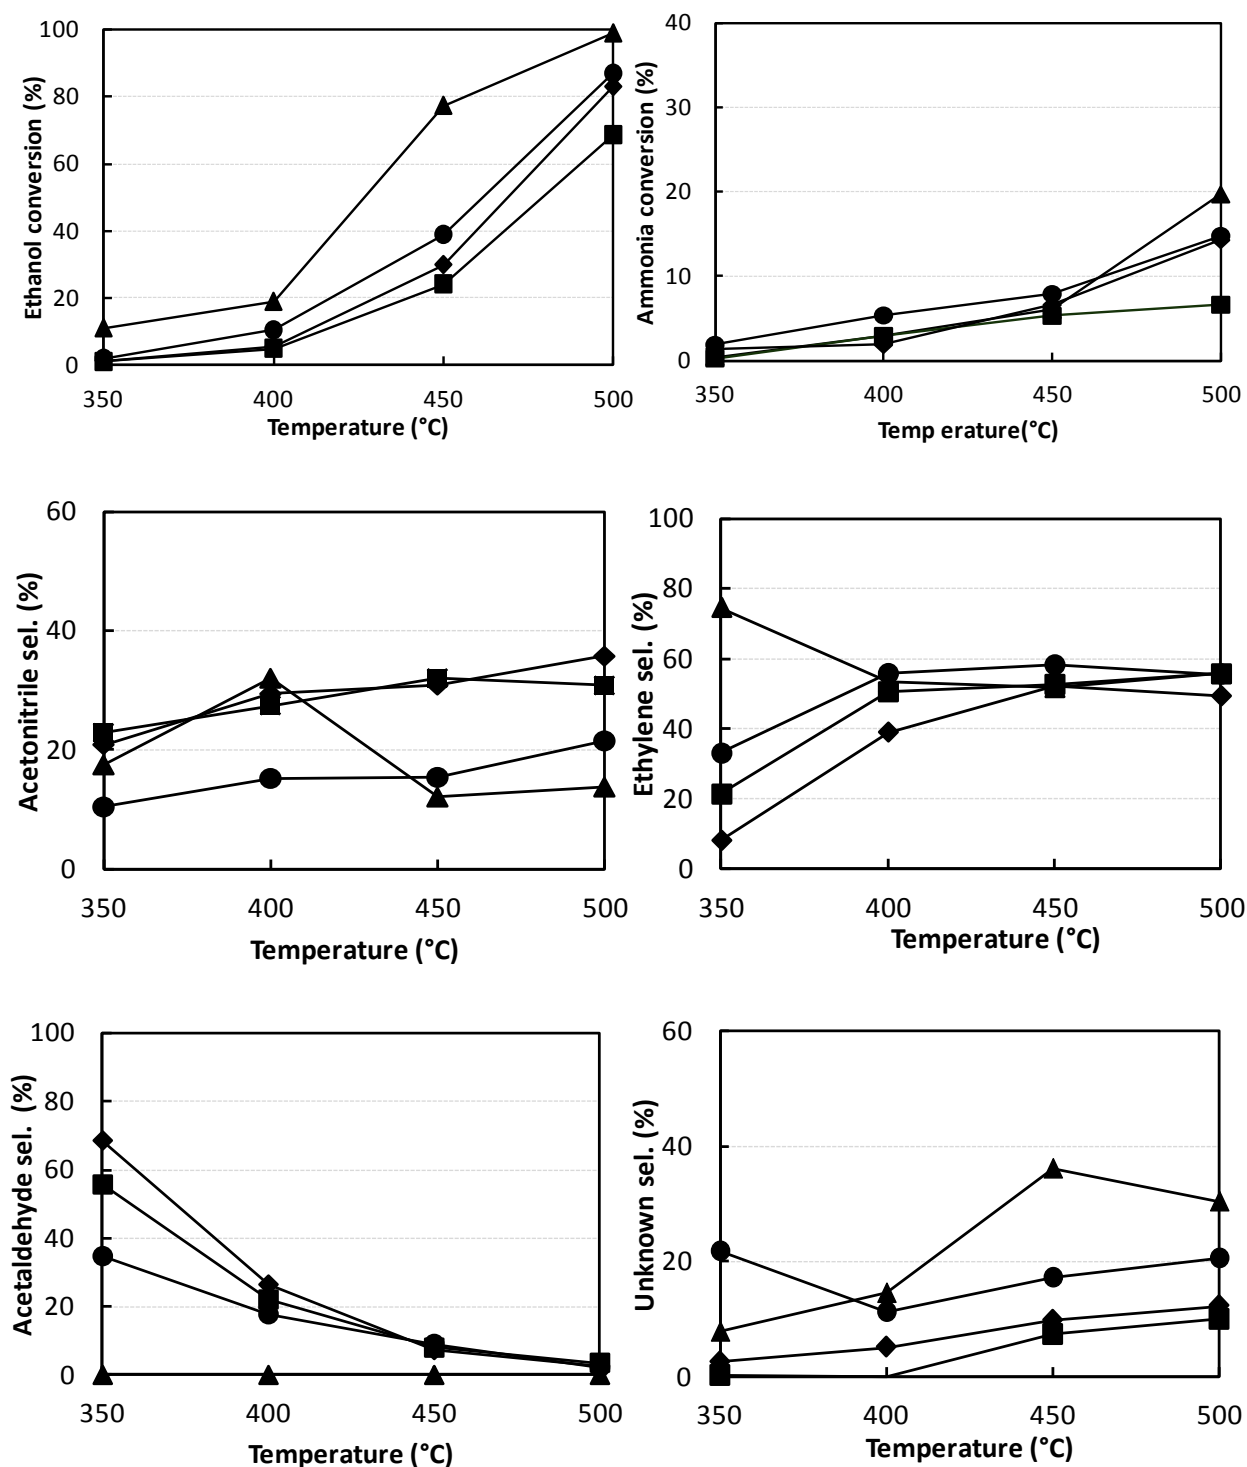 100
80
60
40
20
0
Ethanol conversion (%)
350 400 450 500
Temperature (°C)
40
30
20
10
0
Ammonia conversion (%)
350 400 450 500
Temp erature(°C)
60
40
20
0
Acetonitrile sel. (%)
350 400 450 500
Temperature (°C)
100
80
60
40
20
0
Ethylene sel. (%)
350 400 450 500
Temperature (°C)
100
80
60
40
20
0
Acetaldehyde sel. (%)
350 400 450 500
Temperature (°C)
60
40
20
0
Unknown sel. (%)
350 400 450 500
Temperature (°C)